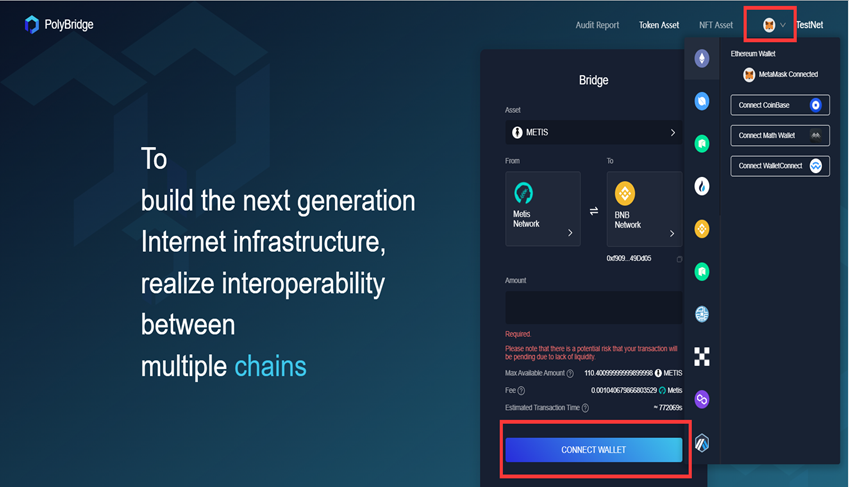 PolyBridge
Audit Report
Token Asset
NFT Asset
TestNet
To
build the next generation
Internet infrastructure,
realize interoperability
between
multiple chains
Bridge
Asset
METIS
From
To
Metis
Network
BNB
Network
0xf909...49Dd05
Amount
Required.
Please note that there is a potential risk that your transaction will
be pending due to lack of liquidity.
Max Available Amount ? 110.40099999999899998 METIS
Fee ? 0.001040679866803529 Metis
Estimated Transaction Time ? ≈ 772069s
CONNECT WALLET
Ethereum Wallet
MetaMask Connected
Connect CoinBase
Connect Math Wallet
Connect WalletConnect